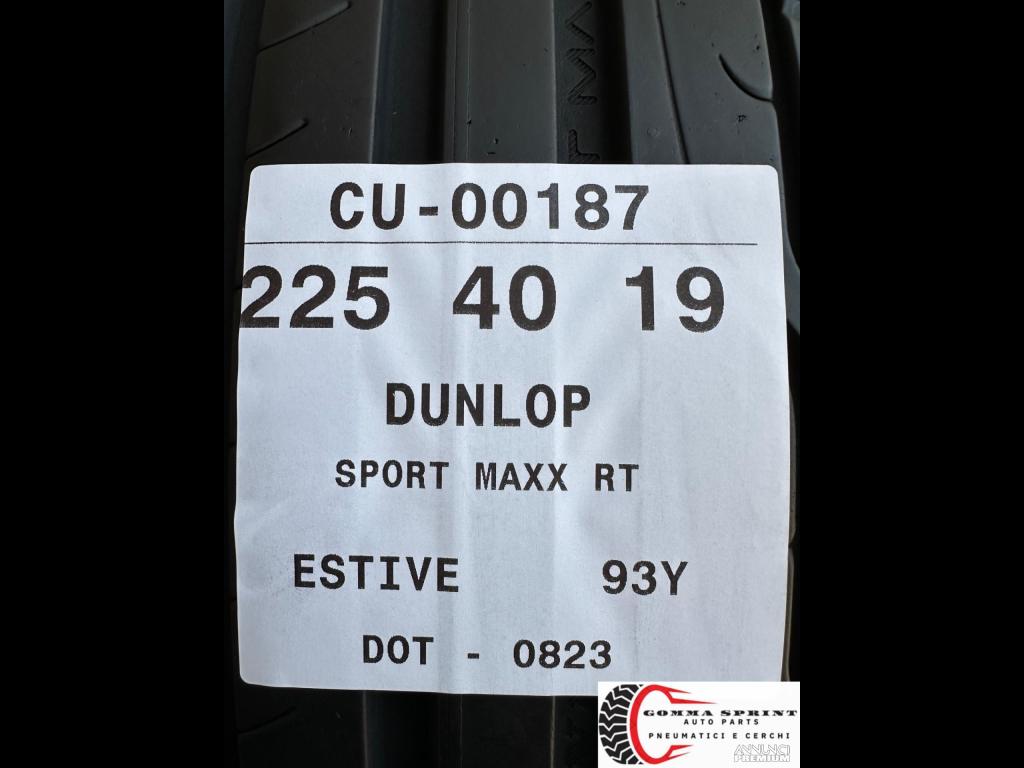 CU-00187
225 40 19
DUNLOP
SPORT MAXX RT
ESTIVE 93Y
DOT - 0823
GOMMA SPRINT
AUTO PARTS
PNEUMATICI E CERCHI
ANNUNCI
PREMIUM